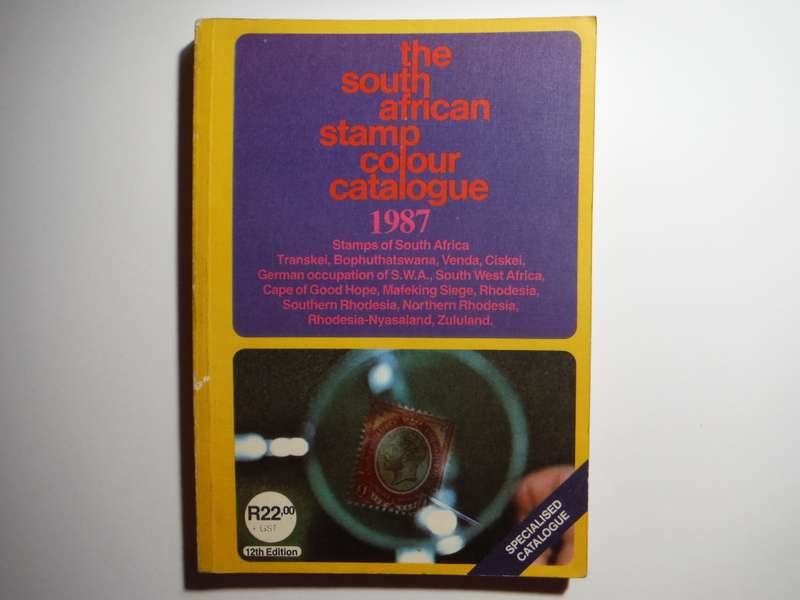 the
south
african
stamp
colour
catalogue
1987
Stamps of South Africa
Transkei, Bophuthatswana, Venda, Ciskei,
German occupation of S.W.A., South West Africa,
Cape of Good Hope, Mafeking Siege, Rhodesia,
Southern Rhodesia, Northern Rhodesia,
Rhodesia-Nyasaland, Zululand.
R22,00
+ GST
12th Edition
SPECIALISED
CATALOGUE